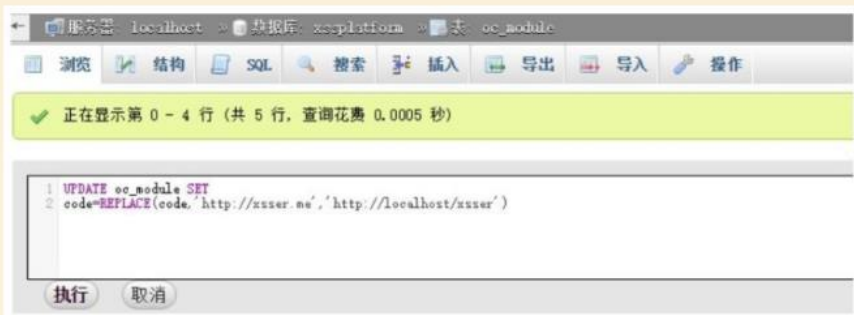 服务器: localhost » 数据库: xssplatform » 表: oc_module
浏览 结构 SQL 搜索 插入 导出 导入 操作
正在显示第 0 - 4 行 (共 5 行, 查询花费 0.0005 秒)
1 UPDATE oc_module SET
2 code=REPLACE(code,'http://xsser.me','http://localhost/xsser')
执行 取消